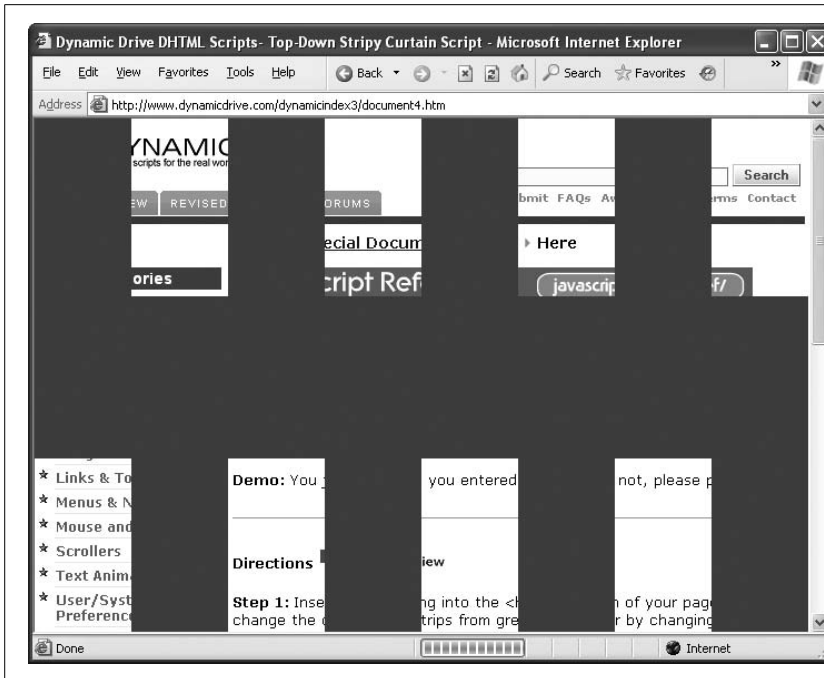 Dynamic Drive DHTML Scripts- Top-Down Stripy Curtain Script - Microsoft Internet Explorer
File Edit View Favorites Tools Help Back Search Favorites »
Address http://www.dynamicdrive.com/dynamicindex3/document4.htm
YNAMIC
scripts for the real wor
Search
EW REVISED ORUMS bmit FAQs Aw rms Contact
ecial Docum Here
ories cript Ref javascrip f/
Links & To Demo: You you entered not, please p
Menus & N
Mouse and
Scrollers Directions iew
Text Anim
User/Syst Step 1: Inse ng into the <h n of your pag
Preference change the trips from gre r by changing
Done Internet